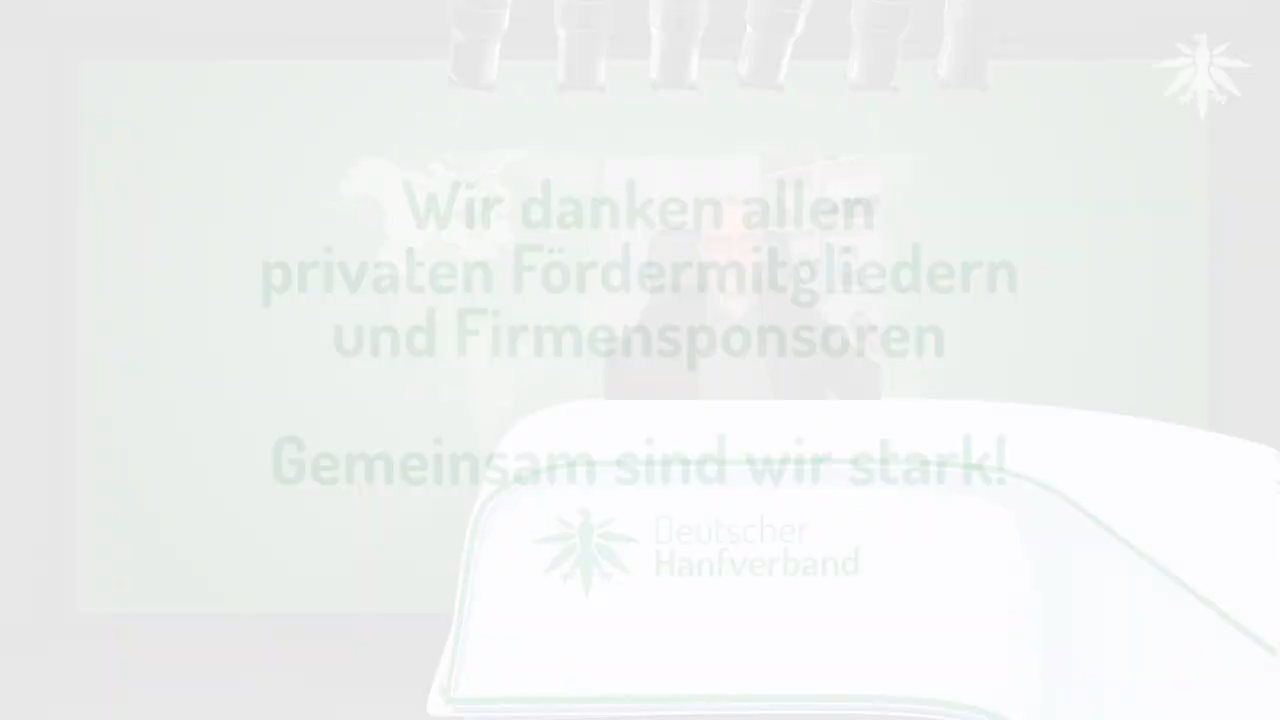 Wir danken allen
privaten Fördermitgliedern
und Firmensponsoren
Gemeinsam sind wir stark!
Deutscher
Hanfverband